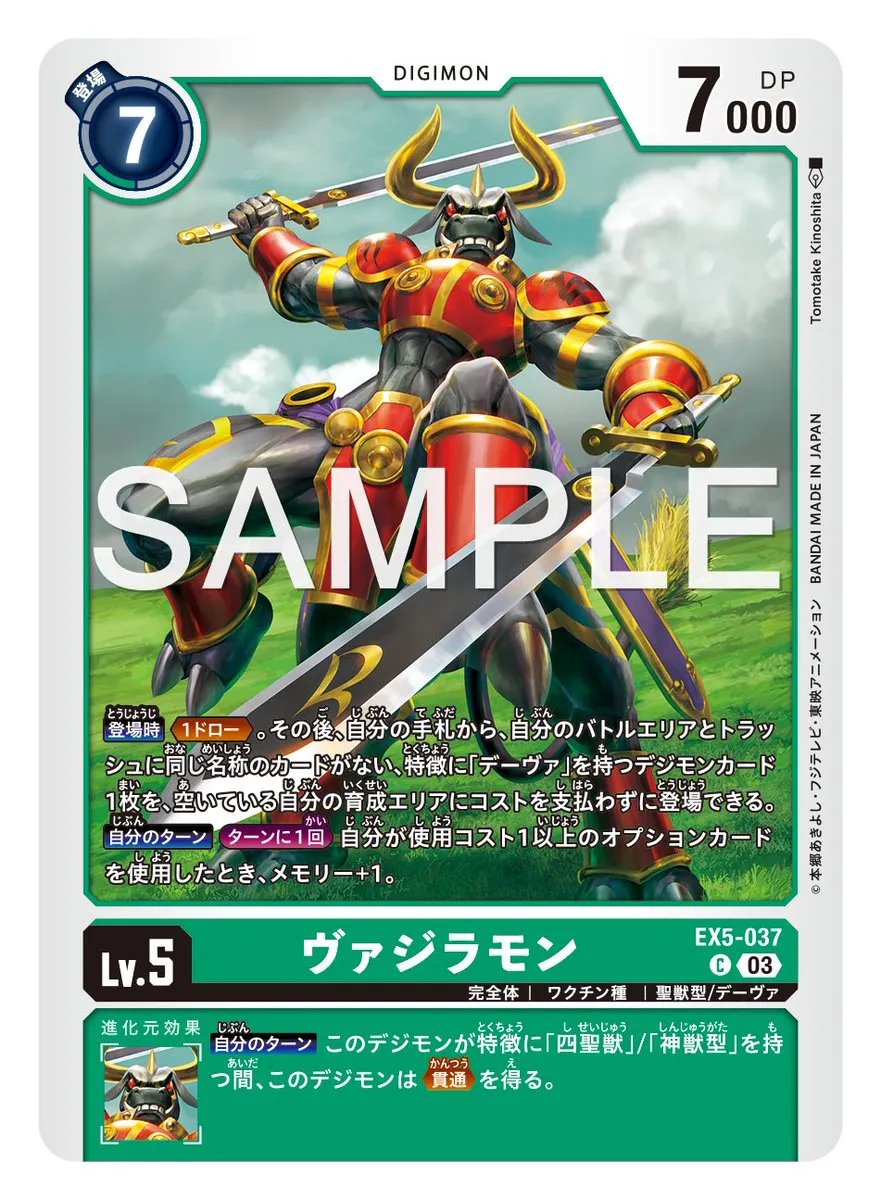 登場
7
DIGIMON
7000
DP
Tomotake Kinoshita
BANDAI MADE IN JAPAN
©本郷あきよし・フジテレビ・東映アニメーション
SAMPLE
登場時 1ドロー 。その後、自分の手札から、自分のバトルエリアとトラッ
シュに同じ名称のカードがない、特徴に「デーヴァ」を持つデジモンカード
1枚を、空いている自分の育成エリアにコストを支払わずに登場できる。
自分のターン ターンに1回 自分が使用コスト1以上のオプションカード
を使用したとき、メモリー+1。
Lv.5
ヴァジラモン
EX5-037
C 03
完全体 | ワクチン種 | 聖獣型/デーヴァ
進化元効果
自分のターン このデジモンが特徴に「四聖獣」/「神獣型」を持
つ間、このデジモンは 貫通 を得る。